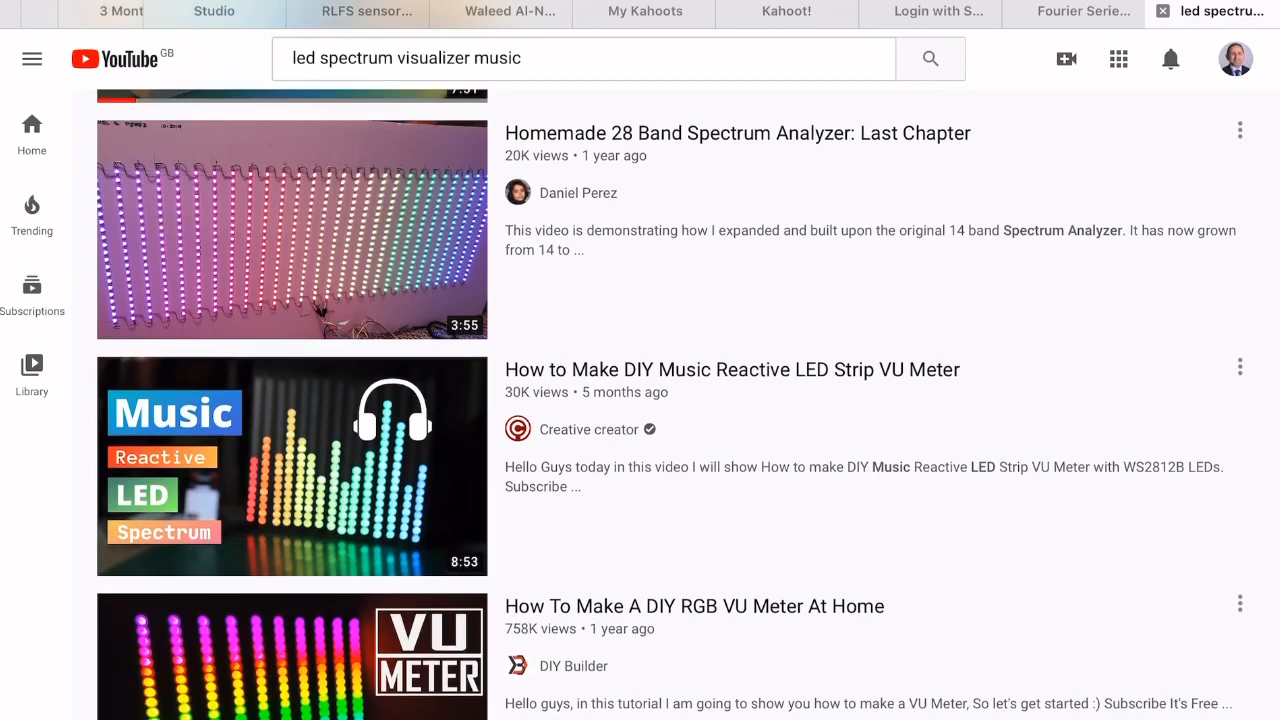 3 Mont
Studio
RLFS sensor...
Waleed Al-N...
My Kahoots
Kahoot!
Login with S...
Fourier Serie...
led spectru...
YouTube GB
led spectrum visualizer music
Home
Trending
Subscriptions
Library
7:51
3:55
Homemade 28 Band Spectrum Analyzer: Last Chapter
20K views • 1 year ago
Daniel Perez
This video is demonstrating how I expanded and built upon the original 14 band Spectrum Analyzer. It has now grown
from 14 to ...
Music
Reactive
LED
Spectrum
8:53
How to Make DIY Music Reactive LED Strip VU Meter
30K views • 5 months ago
Creative creator
Hello Guys today in this video I will show How to make DIY Music Reactive LED Strip VU Meter with WS2812B LEDs.
Subscribe ...
VU
METER
How To Make A DIY RGB VU Meter At Home
758K views • 1 year ago
DIY Builder
Hello guys, in this tutorial I am going to show you how to make a VU Meter, So let's get started :) Subscribe It's Free ...